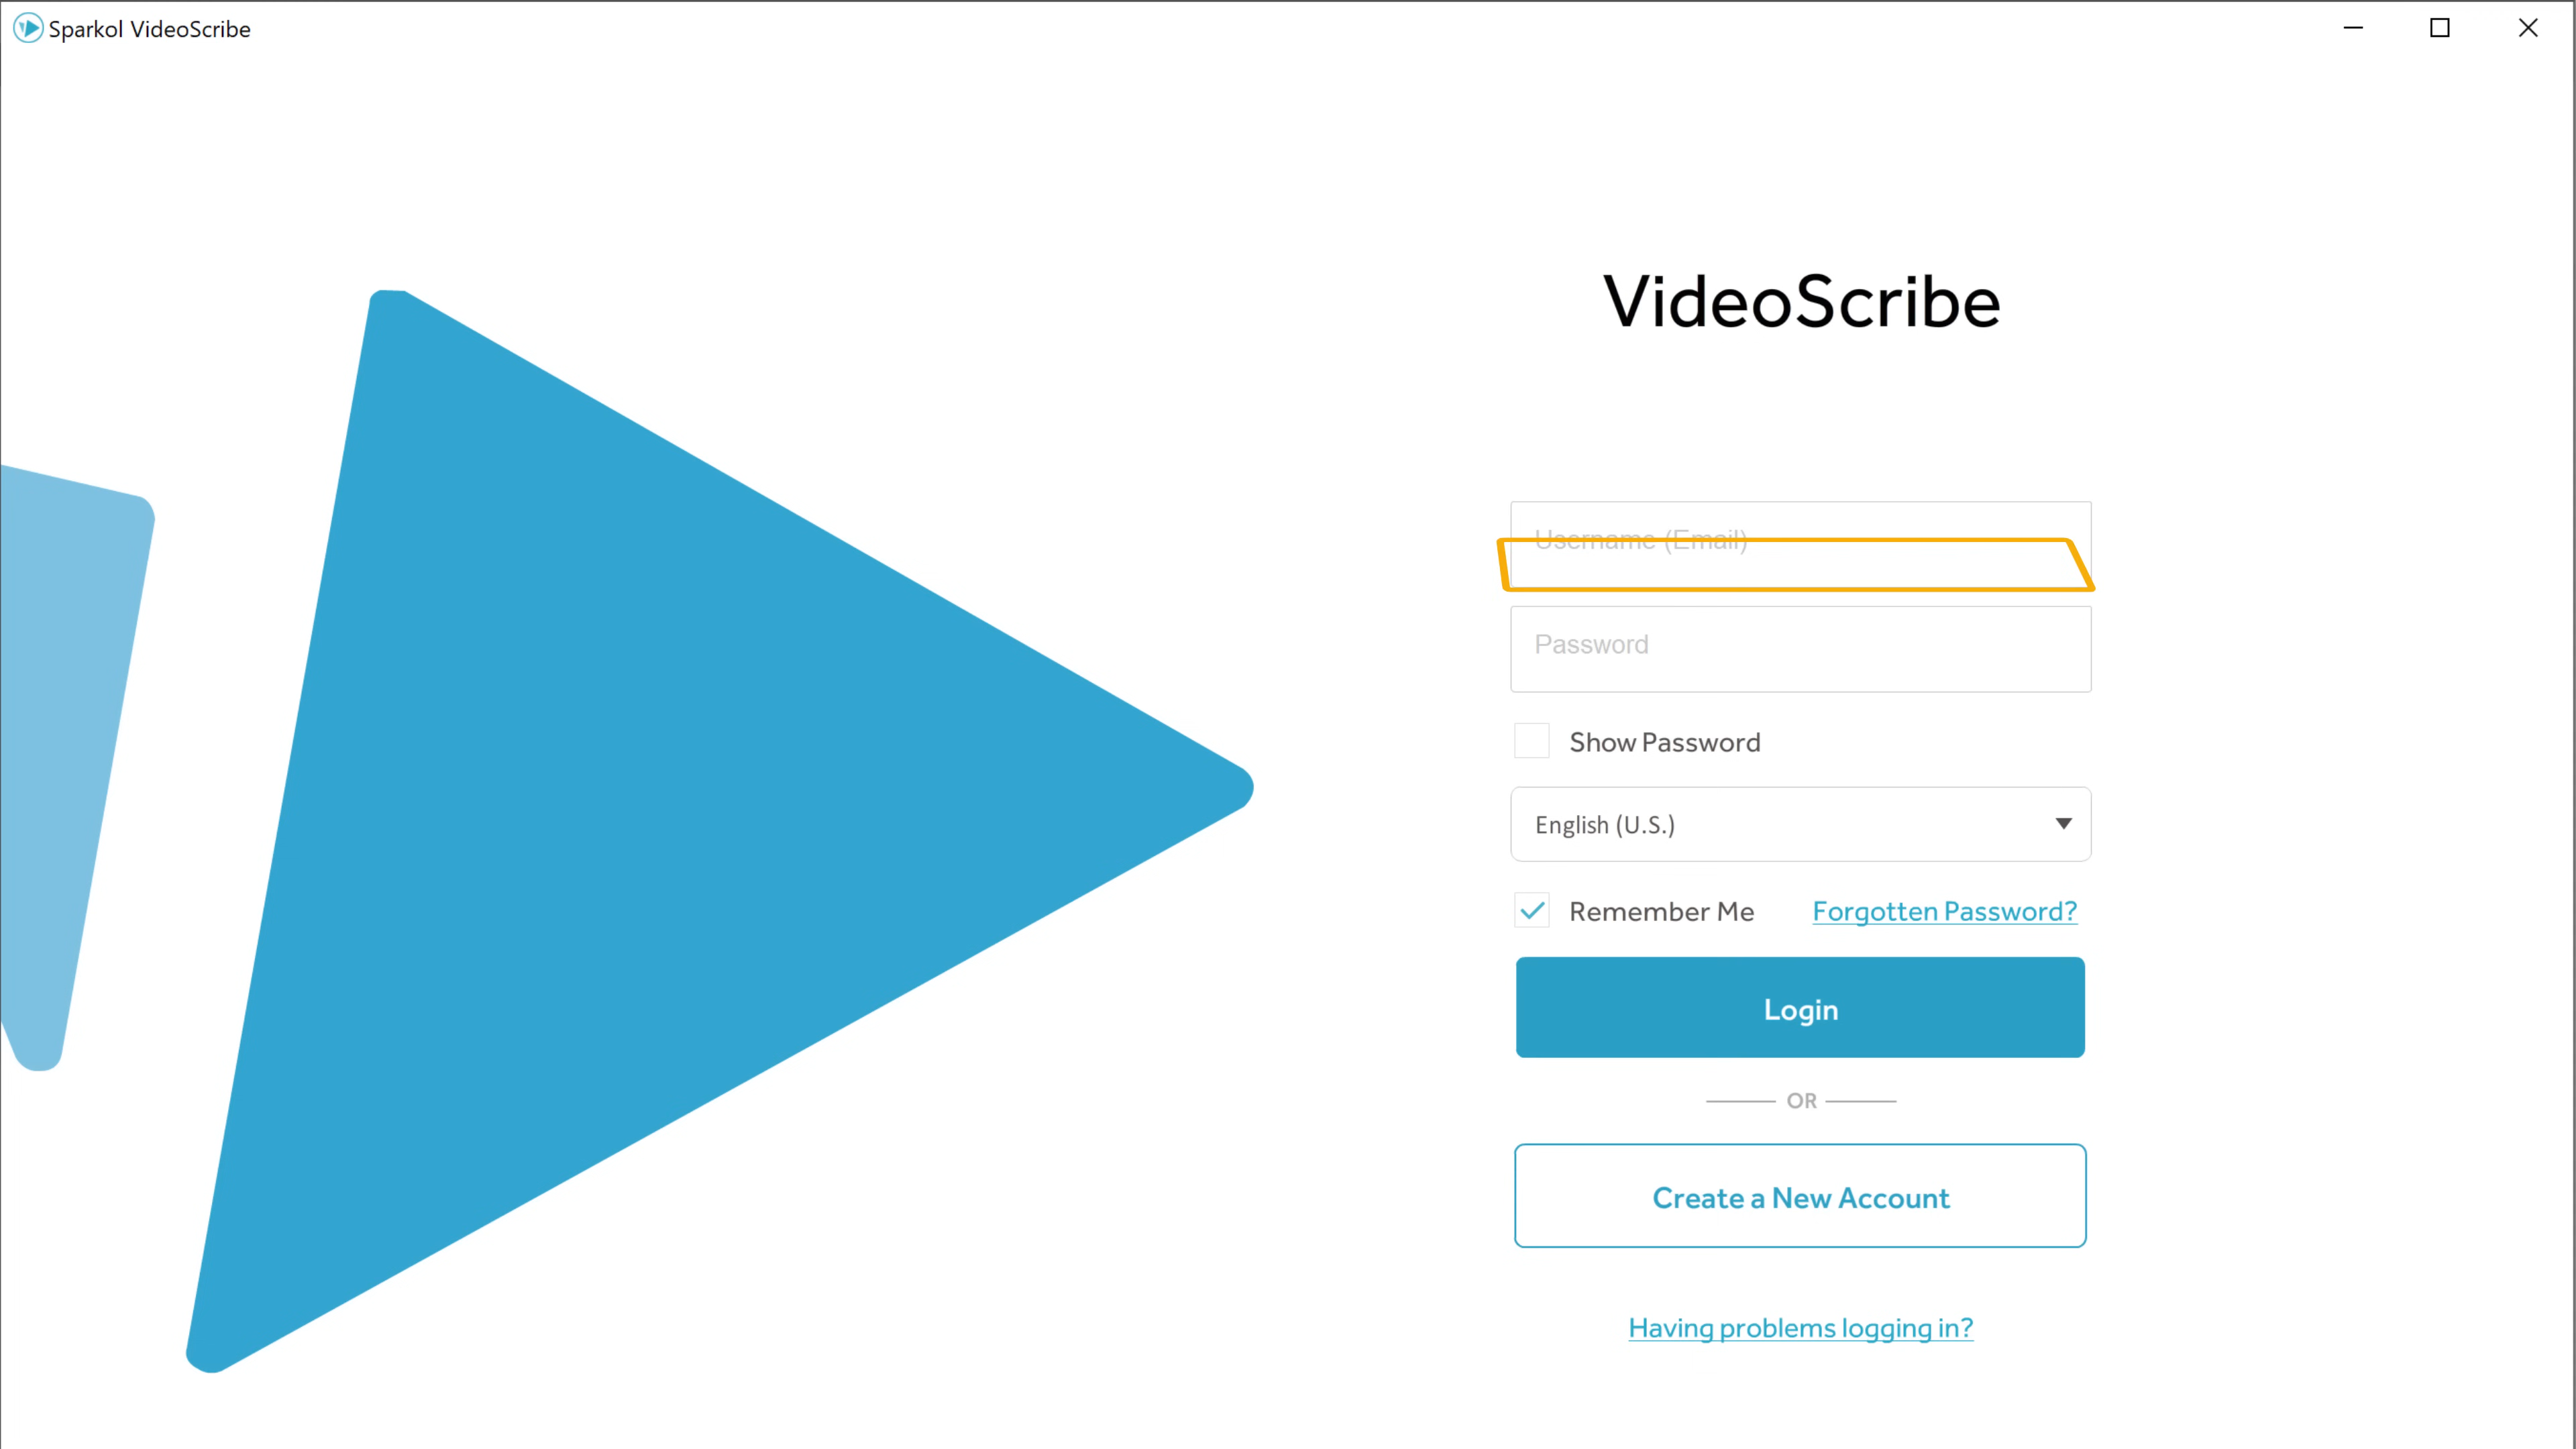 Sparkol VideoScribe
VideoScribe
Username (Email)
Password
Show Password
English (U.S.)
Remember Me Forgotten Password?
Login
OR
Create a New Account
Having problems logging in?